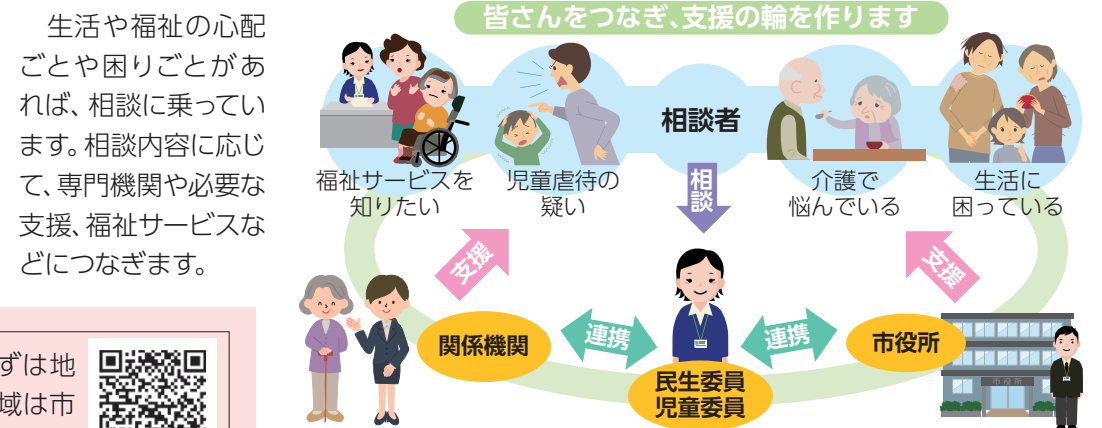 生活や福祉の心配
ごとや困りごとがあ
れば、相談に乗ってい
ます。相談内容に応じ
て、専門機関や必要な
支援、福祉サービスな
どにつなぎます。
ずは地
域は市
皆さんをつなぎ、支援の輪を作ります
相談者
福祉サービスを
知りたい
児童虐待の
疑い
相談
介護で
悩んでいる
生活に
困っている
支援
支援
関係機関
連携
連携
市役所
市役所
民生委員
児童委員